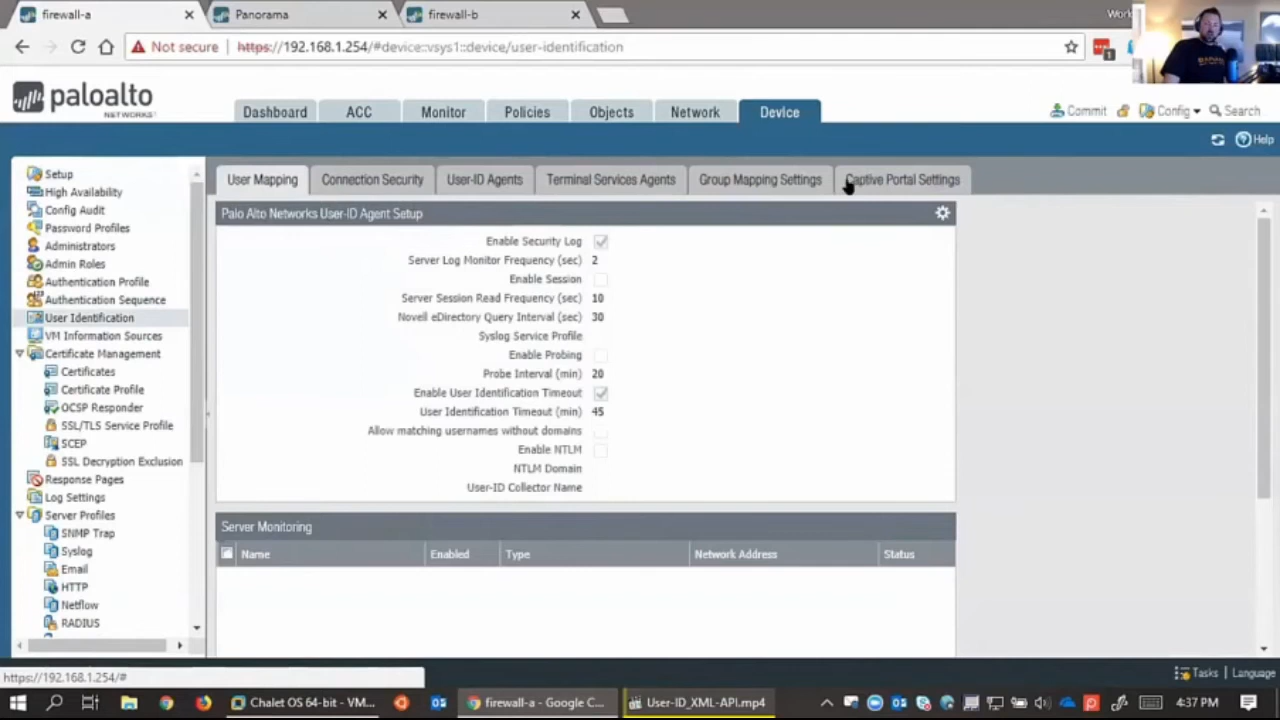 firewall-a
Panorama
firewall-b
Work
Not secure
https://192.168.1.254/#device::vsys1::device/user-identification
1
paloalto
NETWORKS
Dashboard
ACC
Monitor
Policies
Objects
Network
Device
Commit
Config
Search
Help
Setup
High Availability
Config Audit
Password Profiles
Administrators
Admin Roles
Authentication Profile
Authentication Sequence
User Identification
VM Information Sources
Certificate Management
Certificates
Certificate Profile
OCSP Responder
SSL/TLS Service Profile
SCEP
SSL Decryption Exclusion
Response Pages
Log Settings
Server Profiles
SNMP Trap
Syslog
Email
HTTP
Netflow
RADIUS
User Mapping
Connection Security
User-ID Agents
Terminal Services Agents
Group Mapping Settings
Captive Portal Settings
Palo Alto Networks User-ID Agent Setup
Enable Security Log
Server Log Monitor Frequency (sec) 2
Enable Session
Server Session Read Frequency (sec) 10
Novell eDirectory Query Interval (sec) 30
Syslog Service Profile
Enable Probing
Probe Interval (min) 20
Enable User Identification Timeout
User Identification Timeout (min) 45
Allow matching usernames without domains
Enable NTLM
NTLM Domain
User-ID Collector Name
Server Monitoring
Name
Enabled
Type
Network Address
Status
https://192.168.1.254/#
Tasks
Language
Chalet OS 64-bit - VM...
firewall-a - Google C...
User-ID_XML-API.mp4
4:37 PM